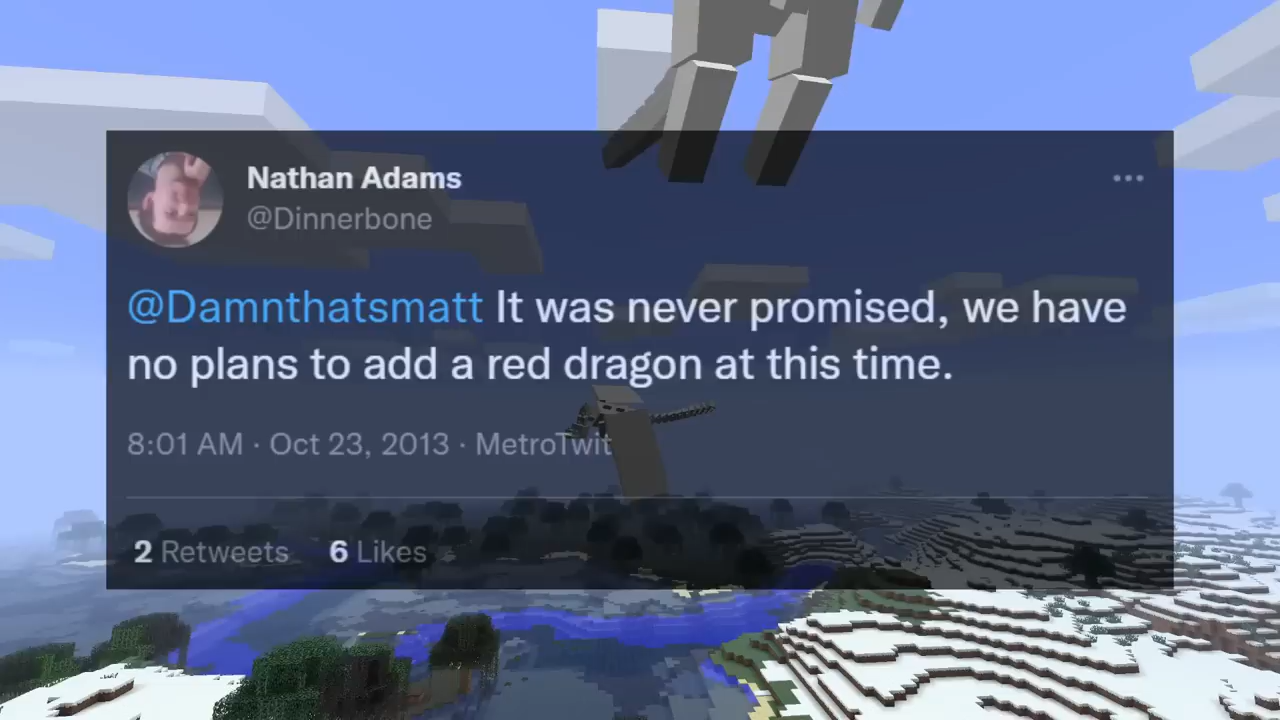 Nathan Adams
@Dinnerbone
@Damnthatsmatt It was never promised, we have
no plans to add a red dragon at this time.
8:01 AM · Oct 23, 2013 · MetroTwit
2 Retweets 6 Likes